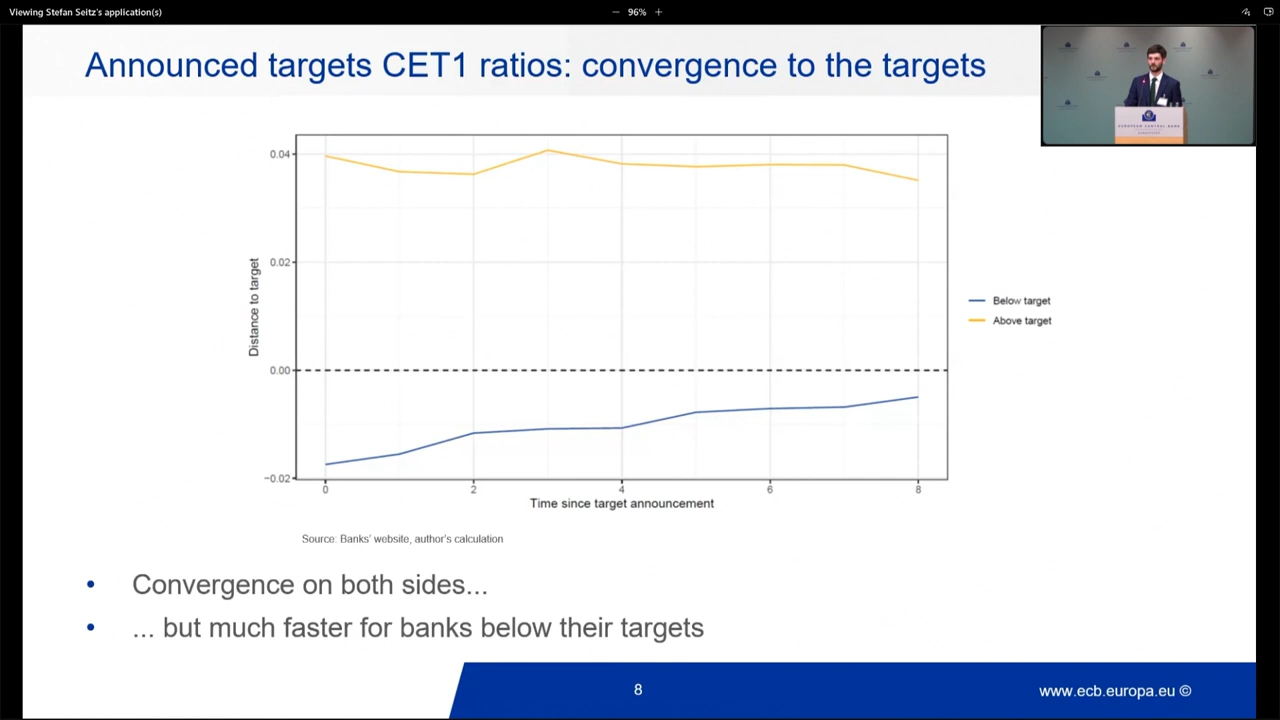 Viewing Stefan Seitz's application(s)
96%
Announced targets CET1 ratios: convergence to the targets
EUROPEAN CENTRAL BANK
0.04
0.02
0.00
−0.02
Distance to target
0
2
4
6
8
Time since target announcement
Below target
Above target
Source: Banks' website, author's calculation
• Convergence on both sides...
• ... but much faster for banks below their targets
8
www.ecb.europa.eu ©